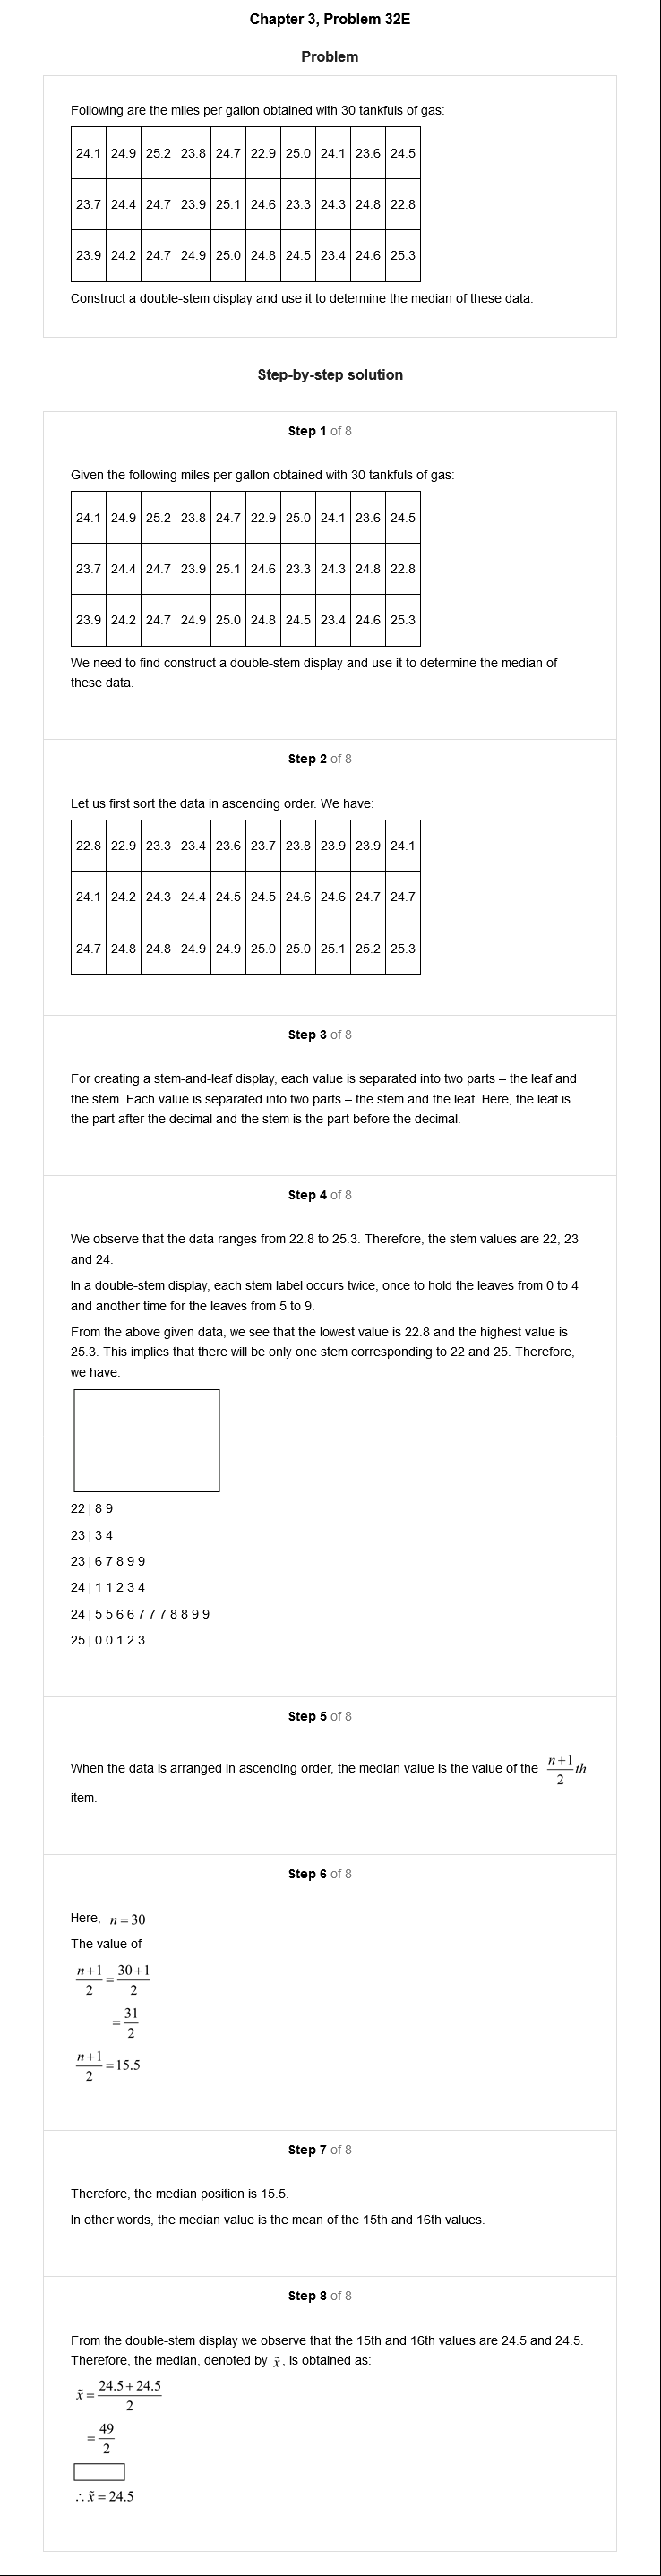 Chapter 3, Problem 32E
Problem
Following are the miles per gallon obtained with 30 tankfuls of gas:
24.1 24.9 25.2 23.8 24.7 22.9 25.0 24.1 23.6 24.5
23.7 24.4 24.7 23.9 25.1 24.6 23.3 24.3 24.8 22.8
23.9 24.2 24.7 24.9 25.0 24.8 24.5 23.4 24.6 25.3
Construct a double-stem display and use it to determine the median of these data.
Step-by-step solution
Step 1 of 8
Given the following miles per gallon obtained with 30 tankfuls of gas:
24.1 24.9 25.2 23.8 24.7 22.9 25.0 24.1 23.6 24.5
23.7 24.4 24.7 23.9 25.1 24.6 23.3 24.3 24.8 22.8
23.9 24.2 24.7 24.9 25.0 24.8 24.5 23.4 24.6 25.3
We need to find construct a double-stem display and use it to determine the median of
these data.
Step 2 of 8
Let us first sort the data in ascending order. We have:
22.8 22.9 23.3 23.4 23.6 23.7 23.8 23.9 23.9 24.1
24.1 24.2 24.3 24.4 24.5 24.5 24.6 24.6 24.7 24.7
24.7 24.8 24.8 24.9 24.9 25.0 25.0 25.1 25.2 25.3
Step 3 of 8
For creating a stem-and-leaf display, each value is separated into two parts – the leaf and
the stem. Each value is separated into two parts – the stem and the leaf. Here, the leaf is
the part after the decimal and the stem is the part before the decimal.
Step 4 of 8
We observe that the data ranges from 22.8 to 25.3. Therefore, the stem values are 22, 23
and 24.
In a double-stem display, each stem label occurs twice, once to hold the leaves from 0 to 4
and another time for the leaves from 5 to 9.
From the above given data, we see that the lowest value is 22.8 and the highest value is
25.3. This implies that there will be only one stem corresponding to 22 and 25. Therefore,
we have:
22 | 8 9
23 | 3 4
23 | 6 7 8 9 9
24 | 1 1 2 3 4
24 | 5 5 6 6 7 7 7 8 8 9 9
25 | 0 0 1 2 3
Step 5 of 8
When the data is arranged in ascending order, the median value is the value of the (n+1)/2 th
item.
Step 6 of 8
Here, n = 30
The value of
(n+1)/2 = (30+1)/2
= 31/2
(n+1)/2 = 15.5
Step 7 of 8
Therefore, the median position is 15.5.
In other words, the median value is the mean of the 15th and 16th values.
Step 8 of 8
From the double-stem display we observe that the 15th and 16th values are 24.5 and 24.5.
Therefore, the median, denoted by x̃, is obtained as:
x̃ = (24.5 + 24.5)/2
= 49/2
∴ x̃ = 24.5